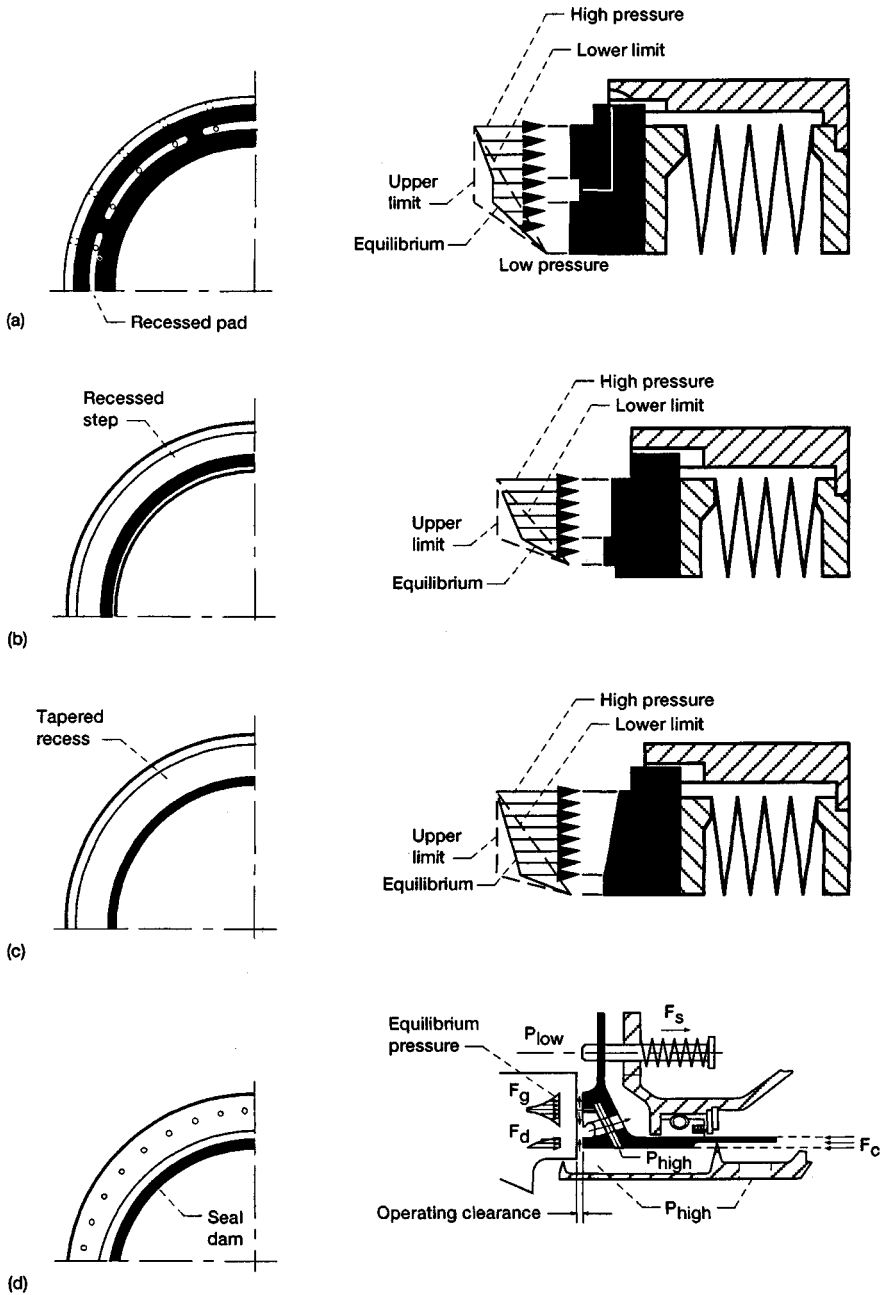 High pressure
Lower limit
Upper
limit
Equilibrium
Low pressure
Recessed pad
(a)
Recessed
step
High pressure
Lower limit
Upper
limit
Equilibrium
(b)
Tapered
recess
High pressure
Lower limit
Upper
limit
Equilibrium
(c)
Equilibrium
pressure
Plow
Fs
Fg
Fd
Phigh
Fc
Seal
dam
Operating clearance
Phigh
(d)